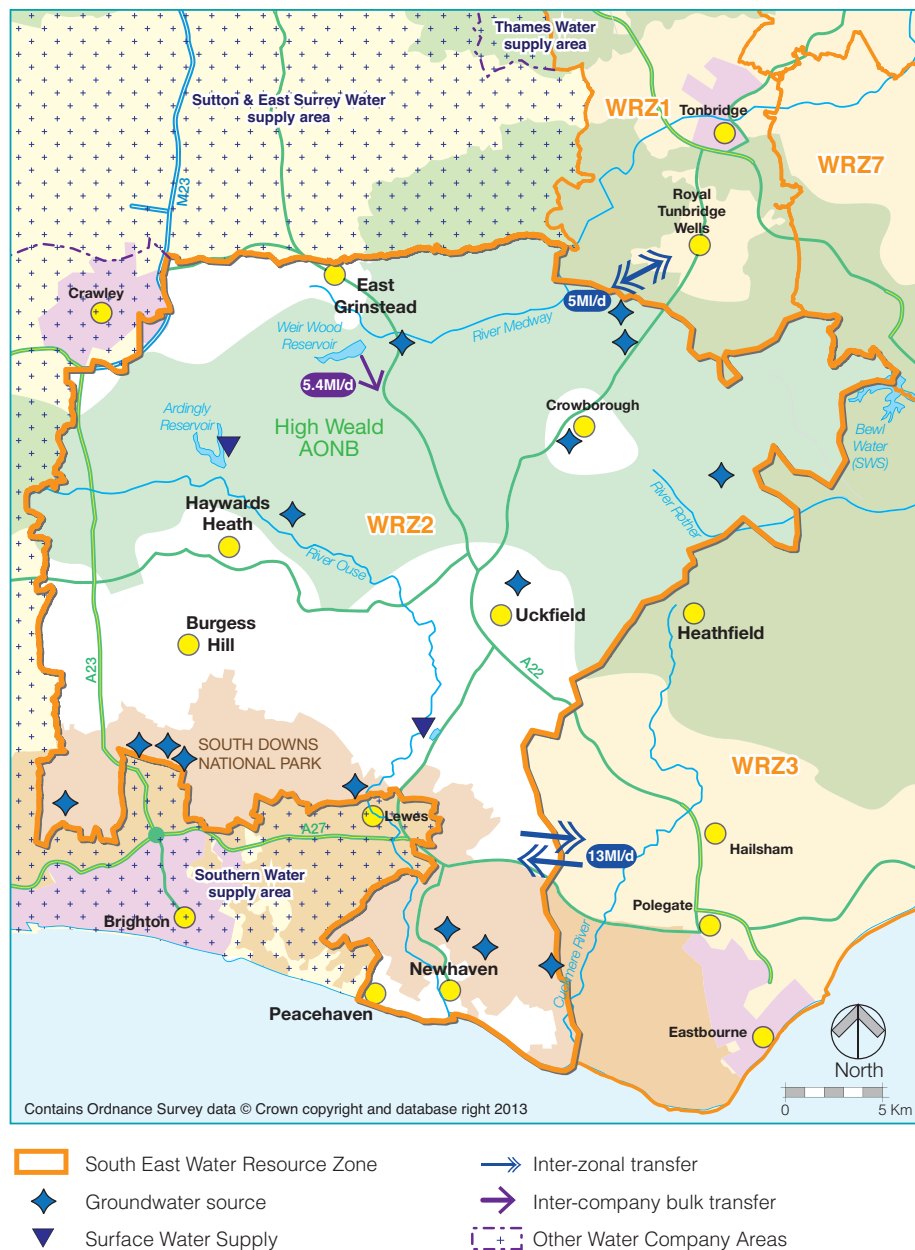 Thames Water
supply area
Sutton & East Surrey Water
supply area
WRZ1
Tonbridge
WRZ7
M23
Royal
Tunbridge
Wells
Crawley
East
Grinstead
5Ml/d
Weir Wood
Reservoir
River Medway
5.4Ml/d
Ardingly
Reservoir
High Weald
AONB
Crowborough
Bewl
Water
(SWS)
River Rother
Haywards
Heath
WRZ2
River Ouse
Uckfield
Heathfield
Burgess
Hill
A23
A22
SOUTH DOWNS
NATIONAL PARK
WRZ3
Lewes
A27
Hailsham
13Ml/d
Southern Water
supply area
Polegate
Brighton
Cuckmere River
Newhaven
Peacehaven
Eastbourne
North
0 5 Km
Contains Ordnance Survey data © Crown copyright and database right 2013
South East Water Resource Zone
Inter-zonal transfer
Groundwater source
Inter-company bulk transfer
Surface Water Supply
Other Water Company Areas